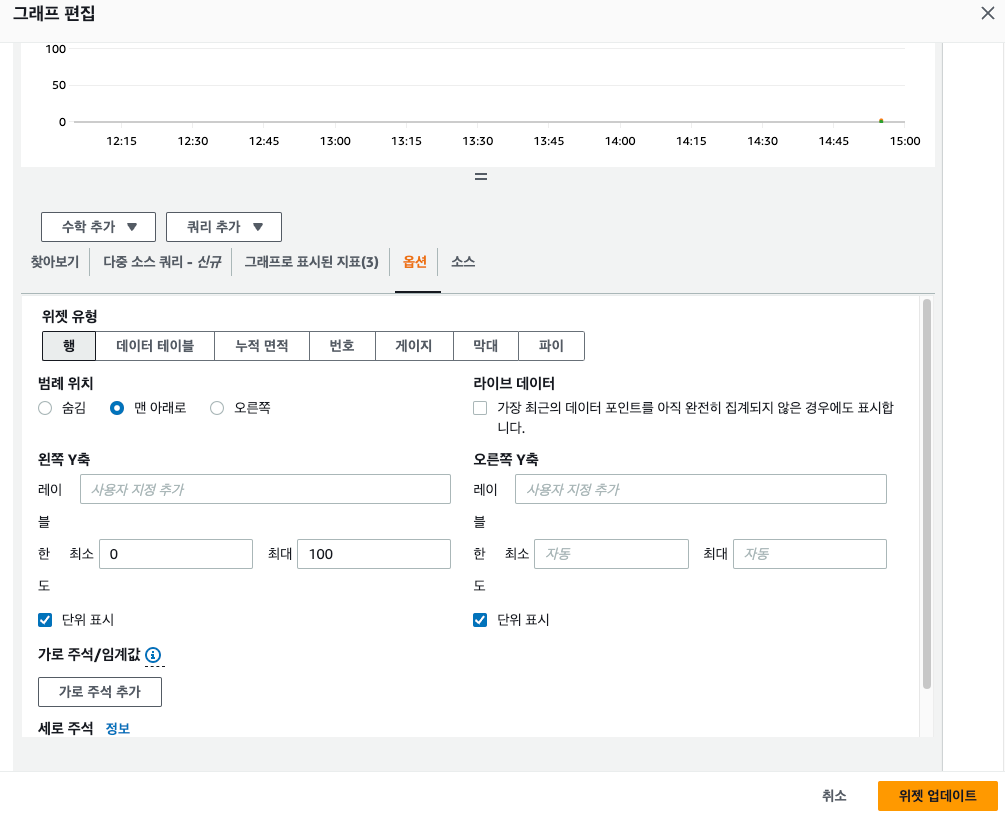 그래프 편집
100
50
0
12:15 12:30 12:45 13:00 13:15 13:30 13:45 14:00 14:15 14:30 14:45 15:00
수학 추가 ▼ 쿼리 추가 ▼
찾아보기 다중 소스 쿼리 - 신규 그래프로 표시된 지표(3) 옵션 소스
위젯 유형
행 데이터 테이블 누적 면적 번호 게이지 막대 파이
범례 위치
숨김 맨 아래로 오른쪽
라이브 데이터
가장 최근의 데이터 포인트를 아직 완전히 집계되지 않은 경우에도 표시합
니다.
왼쪽 Y축
레이 사용자 지정 추가
블
한 최소 0 최대 100
도
단위 표시
오른쪽 Y축
레이 사용자 지정 추가
블
한 최소 자동 최대 자동
도
단위 표시
가로 주석/임계값
가로 주석 추가
세로 주석 정보
취소 위젯 업데이트